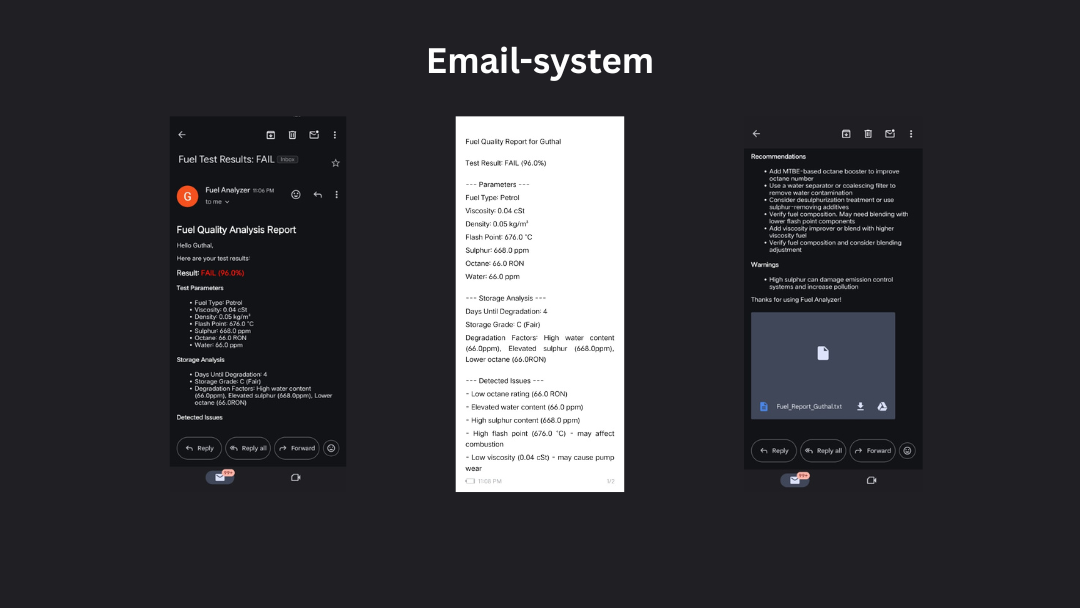 Email-system
Fuel Test Results: FAIL Inbox
G
Fuel Analyzer 11:06 PM
to me
Fuel Quality Analysis Report
Hello Guthal,
Here are your test results:
Result: FAIL (96.0%)
Test Parameters
• Fuel Type: Petrol
• Viscosity: 0.04 cSt
• Density: 0.05 kg/m³
• Flash Point: 676.0 °C
• Sulphur: 668.0 ppm
• Octane: 66.0 RON
• Water: 66.0 ppm
Storage Analysis
• Days Until Degradation: 4
• Storage Grade: C (Fair)
• Degradation Factors: High water content
(66.0ppm), Elevated sulphur (668.0ppm), Lower
octane (66.0RON)
Detected Issues
Reply
Reply all
Forward
99+
Fuel Quality Report for Guthal
Test Result: FAIL (96.0%)
--- Parameters ---
Fuel Type: Petrol
Viscosity: 0.04 cSt
Density: 0.05 kg/m³
Flash Point: 676.0 °C
Sulphur: 668.0 ppm
Octane: 66.0 RON
Water: 66.0 ppm
--- Storage Analysis ---
Days Until Degradation: 4
Storage Grade: C (Fair)
Degradation Factors: High water content
(66.0ppm), Elevated sulphur (668.0ppm),
Lower octane (66.0RON)
--- Detected Issues ---
- Low octane rating (66.0 RON)
- Elevated water content (66.0 ppm)
- High sulphur content (668.0 ppm)
- High flash point (676.0 °C) - may affect
combustion
- Low viscosity (0.04 cSt) - may cause pump
wear
11:08 PM
1/2
Recommendations
• Add MTBE-based octane booster to improve
octane number
• Use a water separator or coalescing filter to
remove water contamination
• Consider desulphurization treatment or use
sulphur-removing additives
• Verify fuel composition. May need blending with
lower flash point components
• Add viscosity improver or blend with higher
viscosity fuel
• Verify fuel composition and consider blending
adjustment
Warnings
• High sulphur can damage emission control
systems and increase pollution
Thanks for using Fuel Analyzer!
Fuel_Report_Guthal.txt
Reply
Reply all
Forward
99+